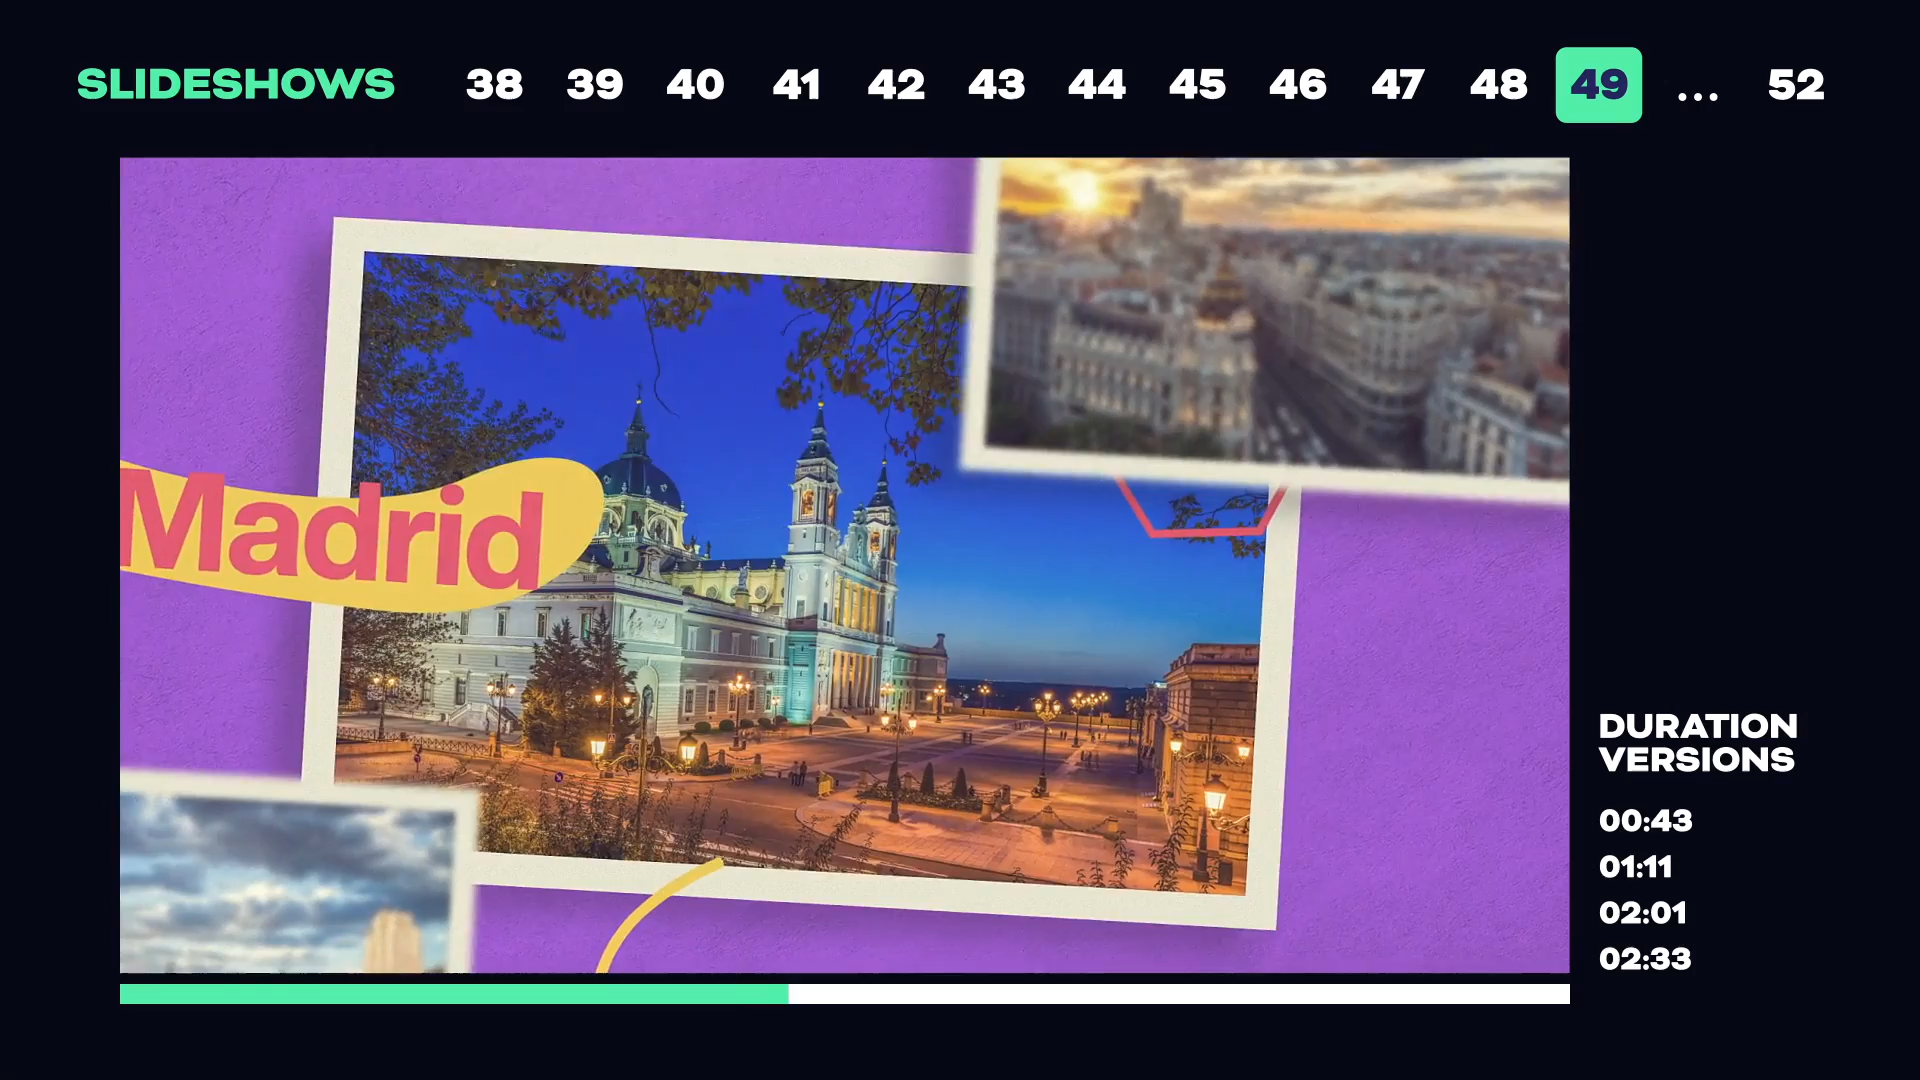 SLIDESHOWS 38 39 40 41 42 43 44 45 46 47 48 49 ... 52
Madrid
DURATION
VERSIONS
00:43
01:11
02:01
02:33